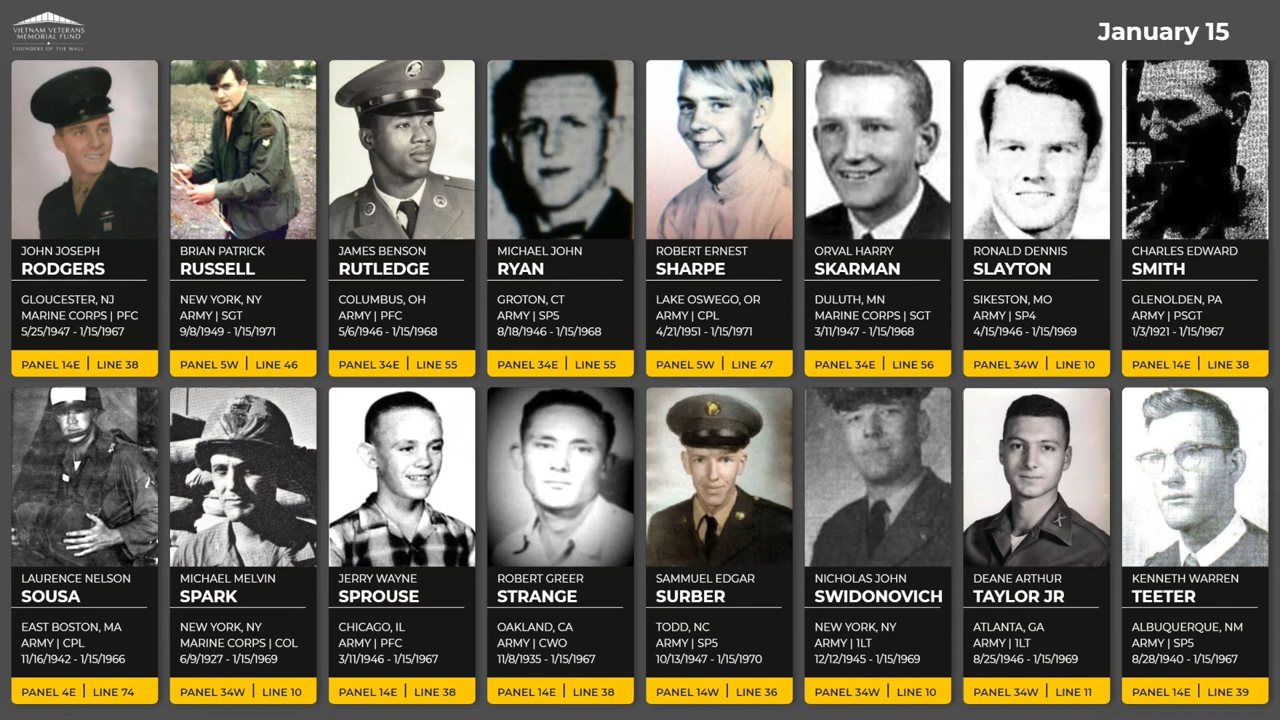 VIETNAM VETERANS
MEMORIAL FUND
FOUNDERS OF THE WALL
January 15
JOHN JOSEPH
RODGERS
GLOUCESTER, NJ
MARINE CORPS | PFC
5/25/1947 - 1/15/1967
PANEL 14E | LINE 38
BRIAN PATRICK
RUSSELL
NEW YORK, NY
ARMY | SGT
9/8/1949 - 1/15/1971
PANEL 5W | LINE 46
JAMES BENSON
RUTLEDGE
COLUMBUS, OH
ARMY | PFC
5/6/1946 - 1/15/1968
PANEL 34E | LINE 55
MICHAEL JOHN
RYAN
GROTON, CT
ARMY | SP5
8/18/1946 - 1/15/1968
PANEL 34E | LINE 55
ROBERT ERNEST
SHARPE
LAKE OSWEGO, OR
ARMY | CPL
4/21/1951 - 1/15/1971
PANEL 5W | LINE 47
ORVAL HARRY
SKARMAN
DULUTH, MN
MARINE CORPS | SGT
3/11/1947 - 1/15/1968
PANEL 34E | LINE 56
RONALD DENNIS
SLAYTON
SIKESTON, MO
ARMY | SP4
4/15/1946 - 1/15/1969
PANEL 34W | LINE 10
CHARLES EDWARD
SMITH
GLENOLDEN, PA
ARMY | PSGT
1/3/1921 - 1/15/1967
PANEL 14E | LINE 38
LAURENCE NELSON
SOUSA
EAST BOSTON, MA
ARMY | CPL
11/16/1942 - 1/15/1966
PANEL 4E | LINE 74
MICHAEL MELVIN
SPARK
NEW YORK, NY
MARINE CORPS | COL
6/9/1927 - 1/15/1969
PANEL 34W | LINE 10
JERRY WAYNE
SPROUSE
CHICAGO, IL
ARMY | PFC
3/11/1946 - 1/15/1967
PANEL 14E | LINE 38
ROBERT GREER
STRANGE
OAKLAND, CA
ARMY | CWO
11/8/1935 - 1/15/1967
PANEL 14E | LINE 38
SAMMUEL EDGAR
SURBER
TODD, NC
ARMY | SP5
10/13/1947 - 1/15/1970
PANEL 14W | LINE 36
NICHOLAS JOHN
SWIDONOVICH
NEW YORK, NY
ARMY | 1LT
12/12/1945 - 1/15/1969
PANEL 34W | LINE 10
DEANE ARTHUR
TAYLOR JR
ATLANTA, GA
ARMY | 1LT
8/25/1946 - 1/15/1969
PANEL 34W | LINE 11
KENNETH WARREN
TEETER
ALBUQUERQUE, NM
ARMY | SP5
8/28/1940 - 1/15/1967
PANEL 14E | LINE 39